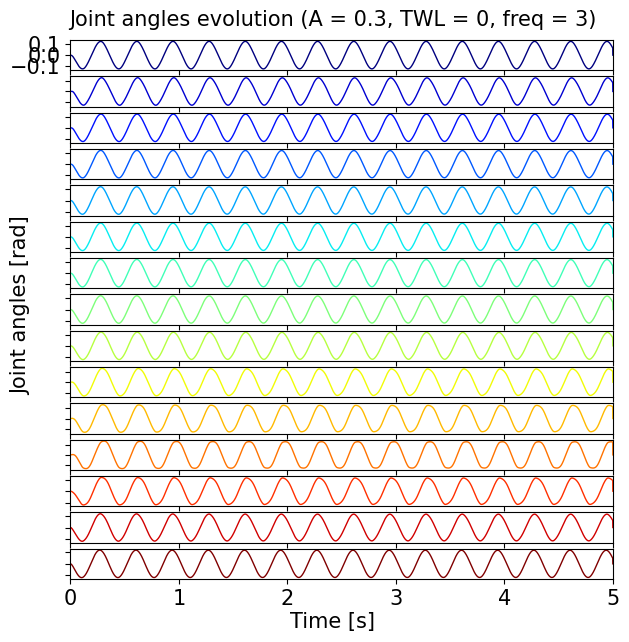 Joint angles evolution (A = 0.3, TWL = 0, freq = 3)
0.1
0.0
−0.1
Joint angles [rad]
0 1 2 3 4 5
Time [s]